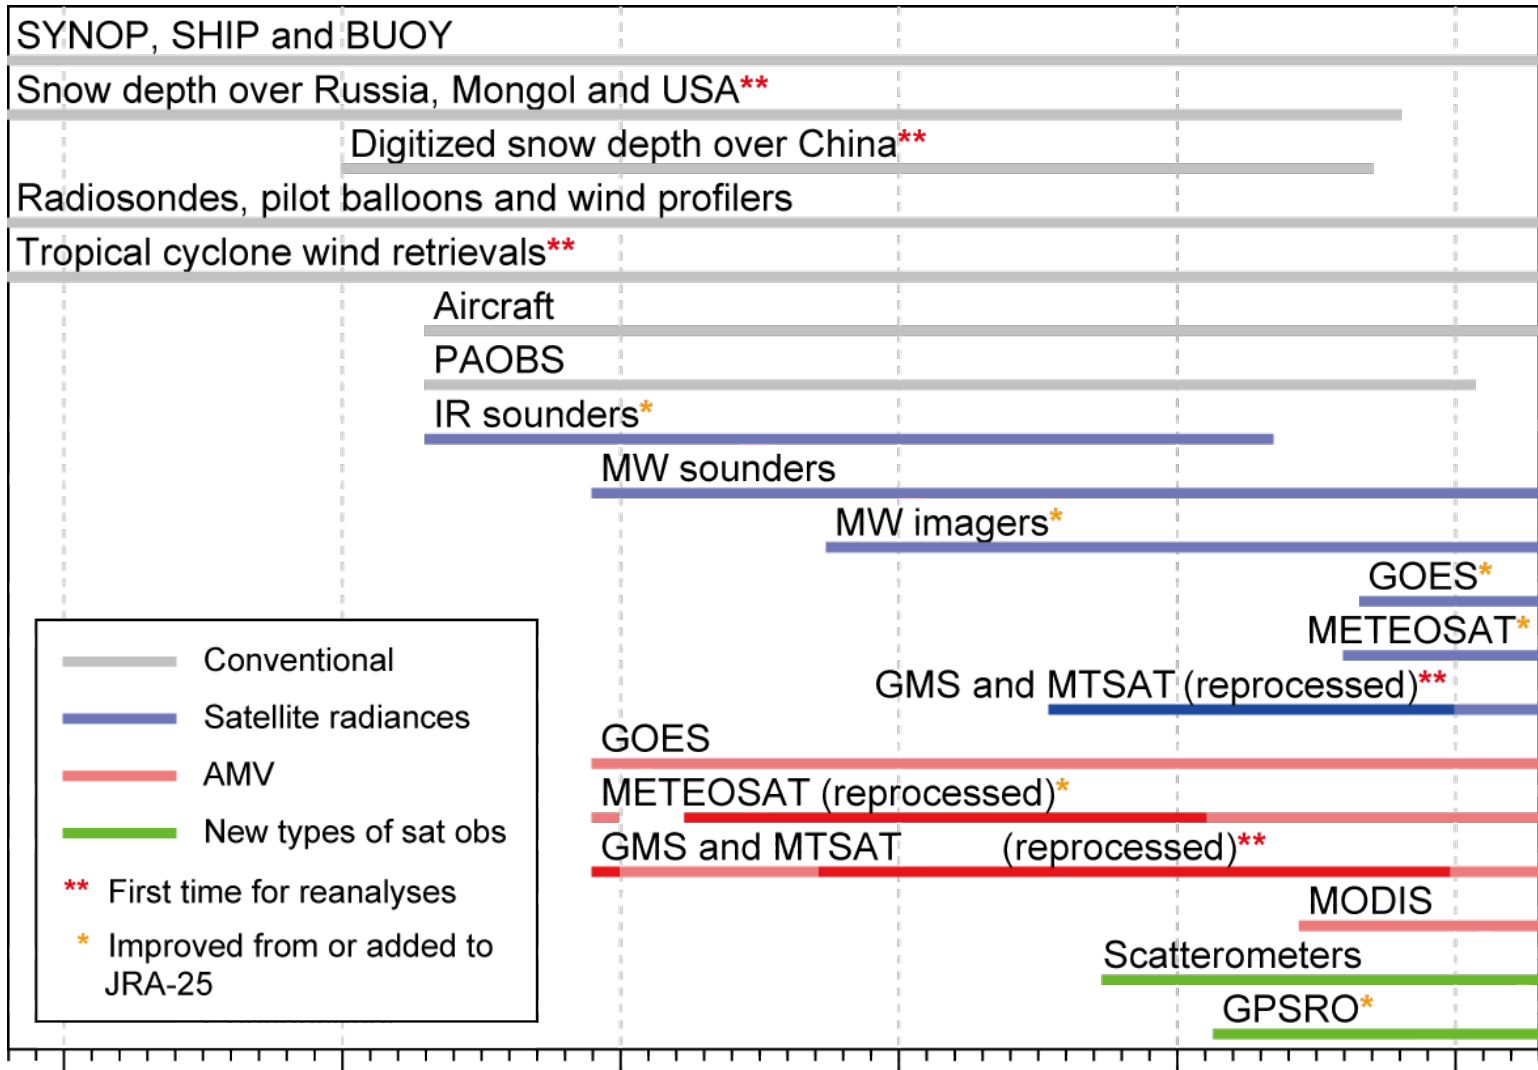 SYNOP, SHIP and BUOY
Snow depth over Russia, Mongol and USA**
Digitized snow depth over China**
Radiosondes, pilot balloons and wind profilers
Tropical cyclone wind retrievals**
Aircraft
PAOBS
IR sounders*
MW sounders
MW imagers*
GOES*
METEOSAT*
GMS and MTSAT (reprocessed)**
GOES
METEOSAT (reprocessed)*
GMS and MTSAT (reprocessed)**
MODIS
Scatterometers
GPSRO*
Conventional
Satellite radiances
AMV
New types of sat obs
** First time for reanalyses
* Improved from or added to
JRA-25